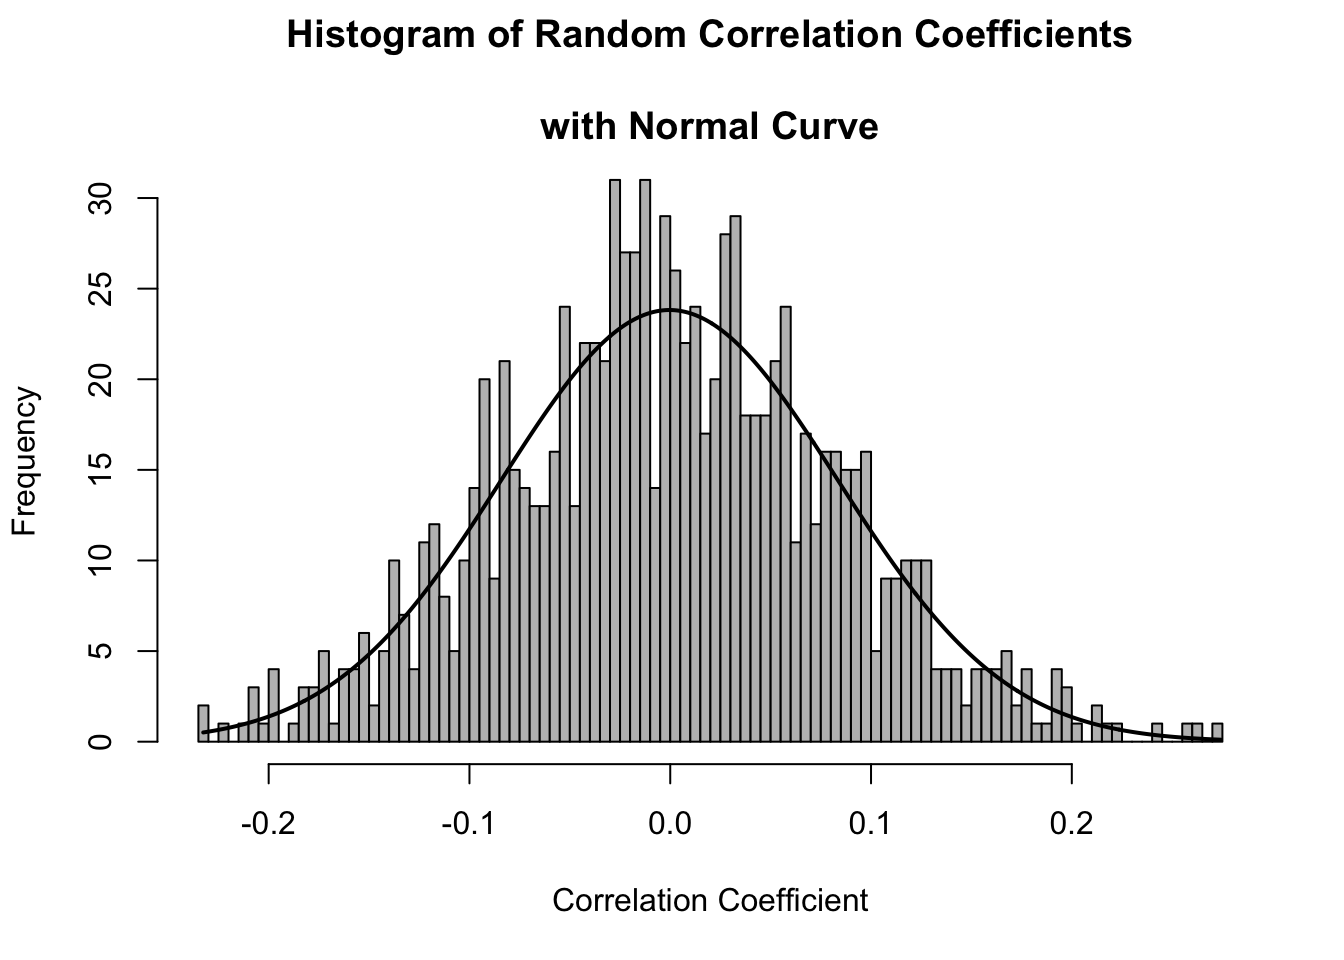 Histogram of Random Correlation Coefficients
with Normal Curve
Frequency
30
25
20
15
10
5
0
-0.2 -0.1 0.0 0.1 0.2
Correlation Coefficient